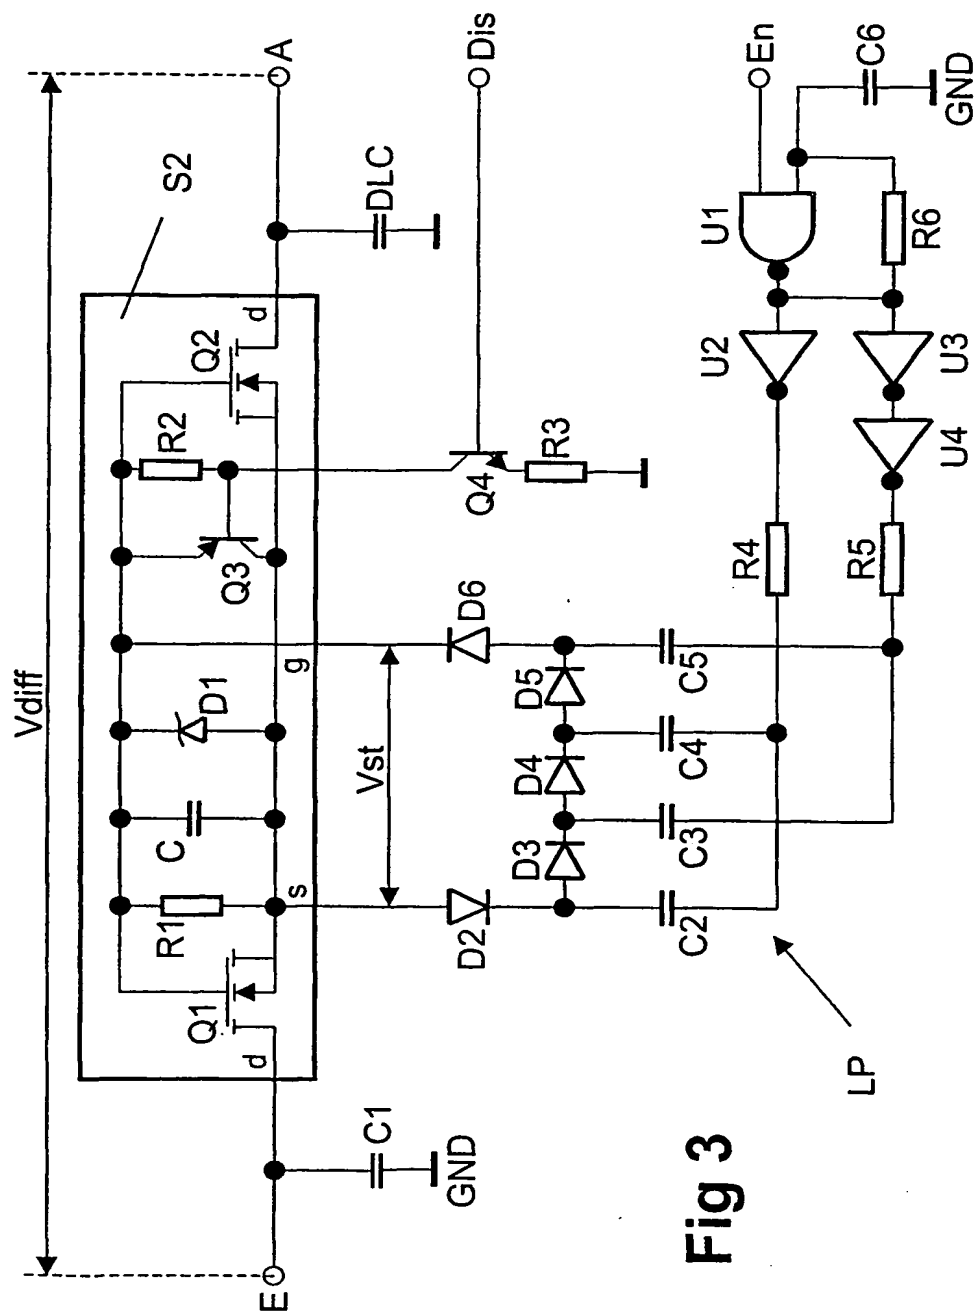 Vdiff
S2
E
A
C1
GND
d
Q1
R1
s
C
D1
g
Q3
R2
Q2
d
DLC
Dis
Vst
D2
D6
Q4
R3
D3
D4
D5
C2
C3
C4
C5
R4
R5
U2
U1
En
U4
U3
R6
C6
GND
LP
Fig 3